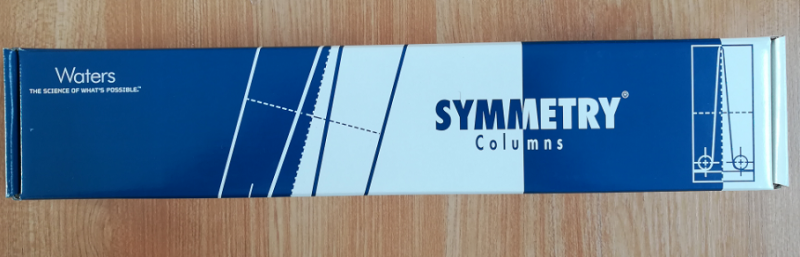 Waters
THE SCIENCE OF WHAT'S POSSIBLE.™
SYMMETRY®
Columns